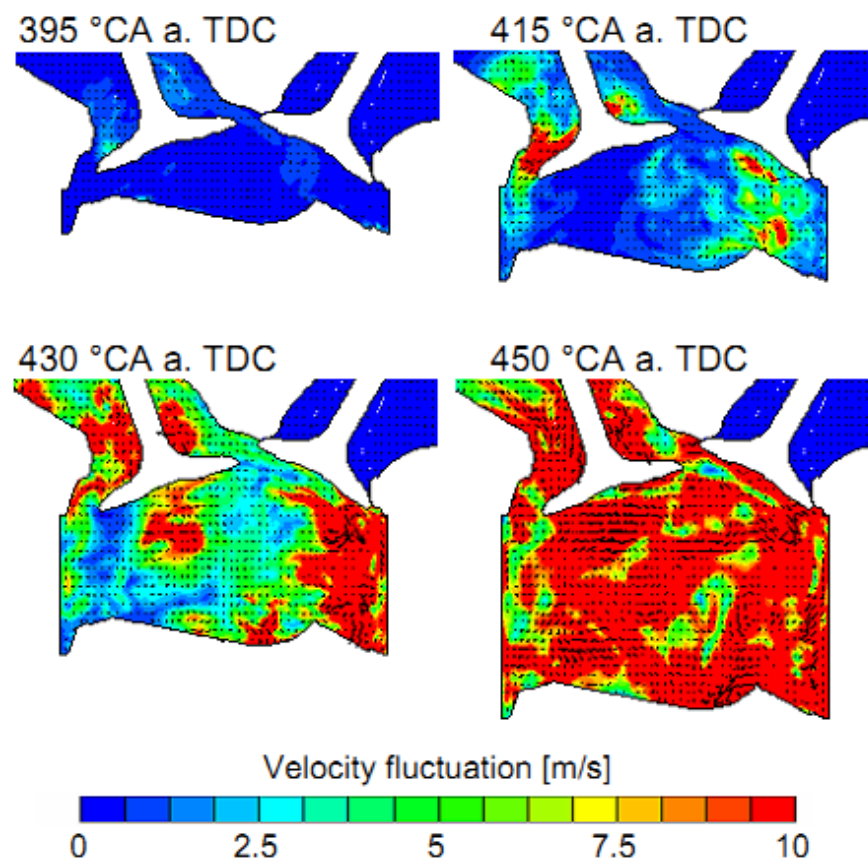 395 °CA a. TDC
415 °CA a. TDC
430 °CA a. TDC
450 °CA a. TDC
Velocity fluctuation [m/s]
0 2.5 5 7.5 10